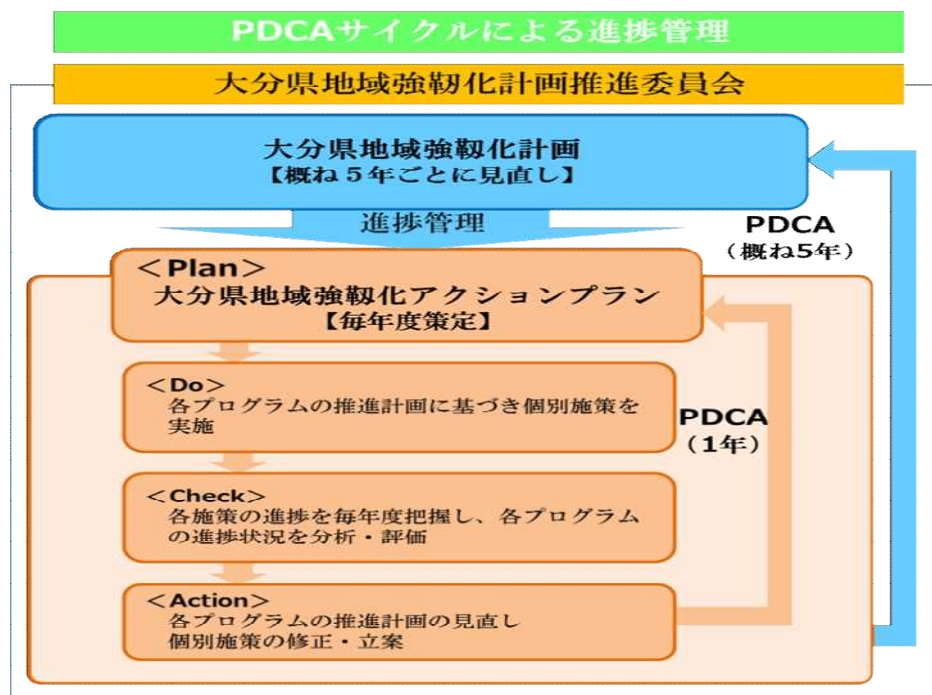 PDCAサイクルによる進捗管理
大分県地域強靭化計画推進委員会
大分県地域強靱化計画
【概ね５年ごとに見直し】
進捗管理
PDCA
（概ね5年）
＜Plan＞
大分県地域強靱化アクションプラン
【毎年度策定】
＜Do＞
各プログラムの推進計画に基づき個別施策を
実施
PDCA
（1年）
＜Check＞
各施策の進捗を毎年度把握し、各プログラム
の進捗状況を分析・評価
＜Action＞
各プログラムの推進計画の見直し
個別施策の修正・立案